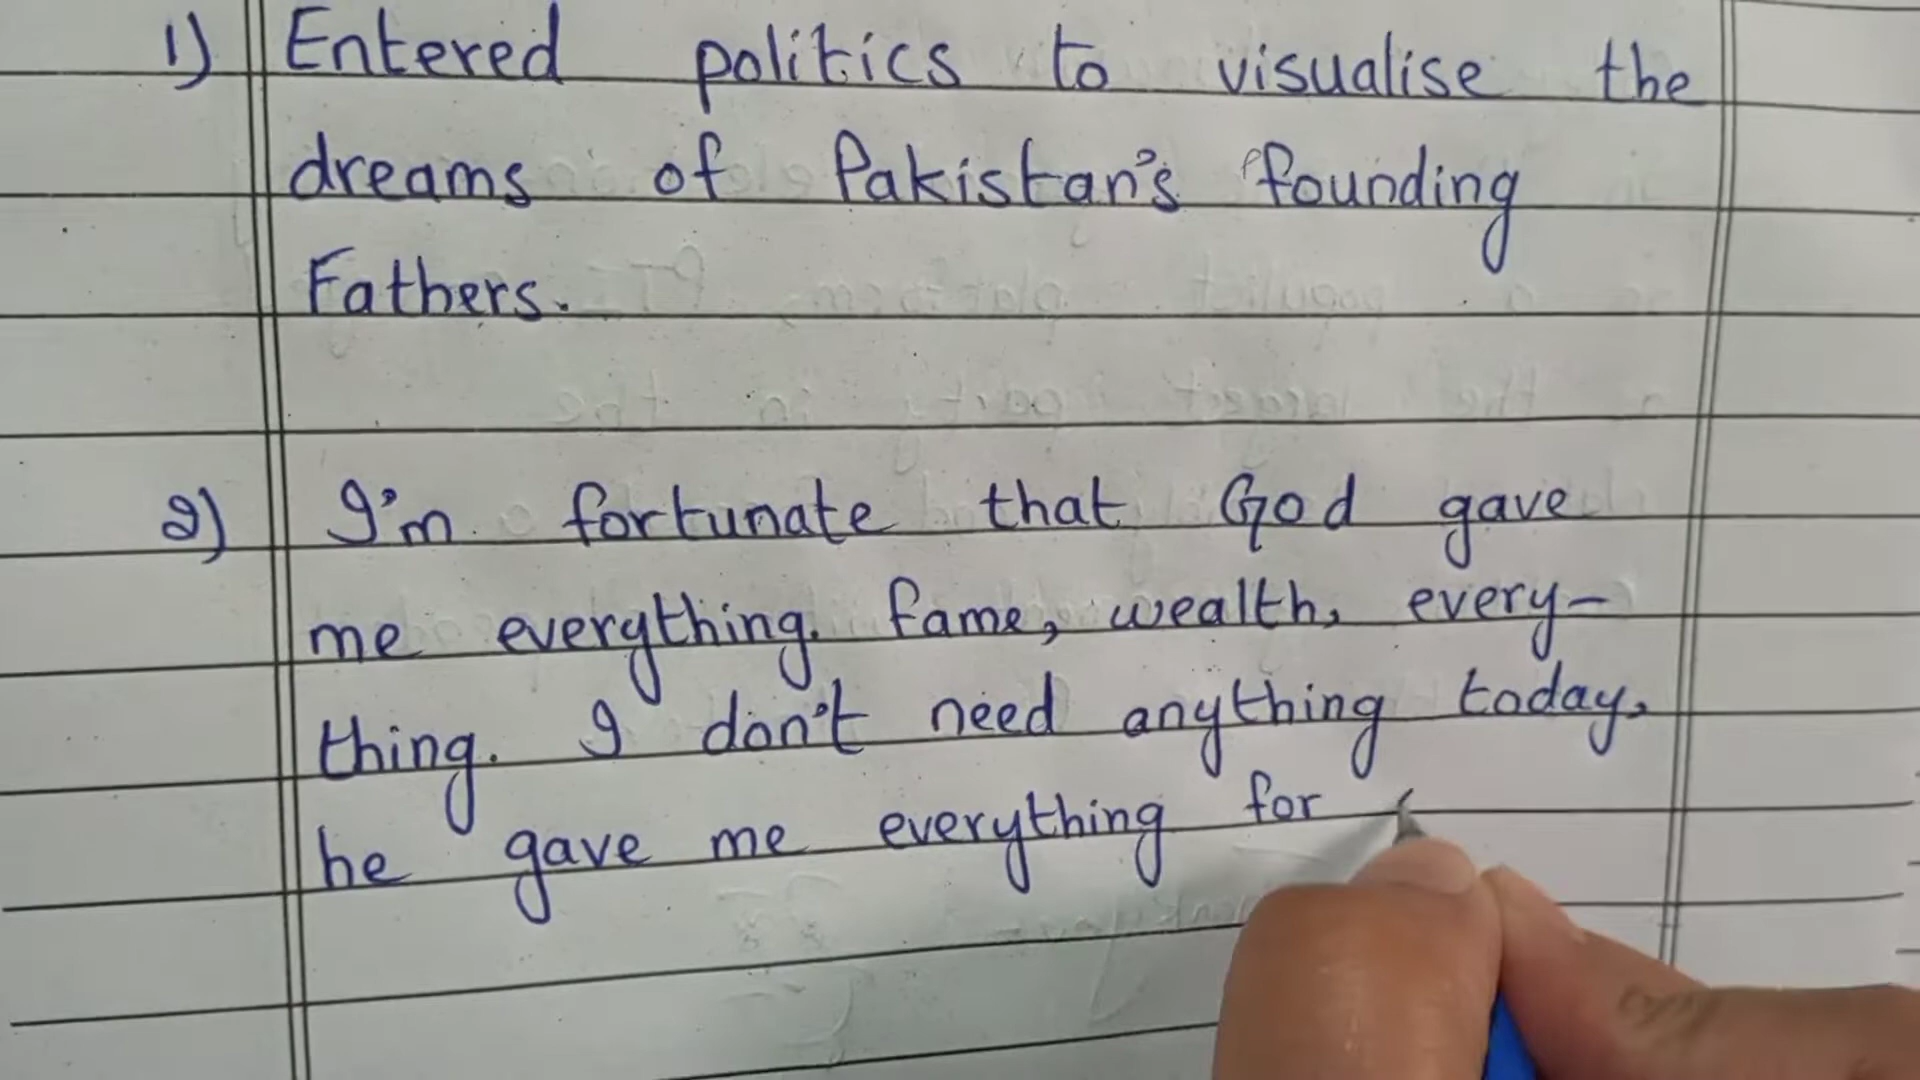 1) Entered politics to visualise the
dreams of Pakistan's founding
Fathers.
2) I'm fortunate that God gave
me everything. fame, wealth, every-
thing. I don't need anything today,
he gave me everything for